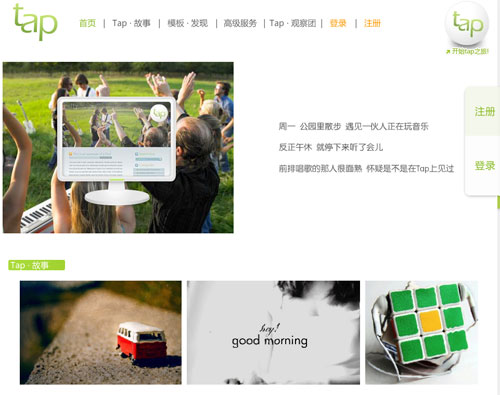 tap
首页 | Tap · 故事 | 模板 · 发现 | 高级服务 | Tap · 观察团 | 登录 | 注册
tap
开始tap之旅!
注册
登录
tap
周一 公园里散步 遇见一伙人正在玩音乐
反正午休 就停下来听了会儿
前排唱歌的那人很面熟 怀疑是不是在Tap上见过
Tap · 故事
hey!
good morning